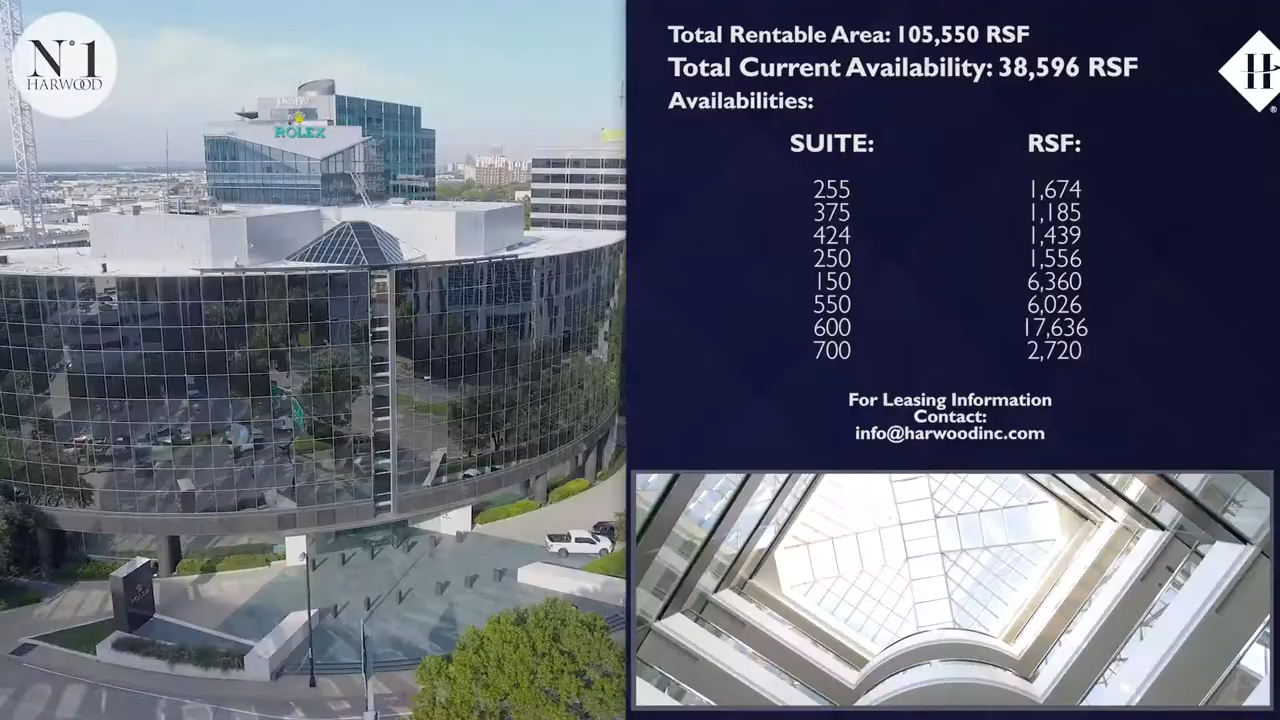 N°1
HARWOOD
ROLEX
Total Rentable Area: 105,550 RSF
Total Current Availability: 38,596 RSF
Availabilities:
SUITE: RSF:
255 1,674
375 1,185
424 1,439
250 1,556
150 6,360
550 6,026
600 17,636
700 2,720
For Leasing Information
Contact:
info@harwoodinc.com
H
®
ROLEX